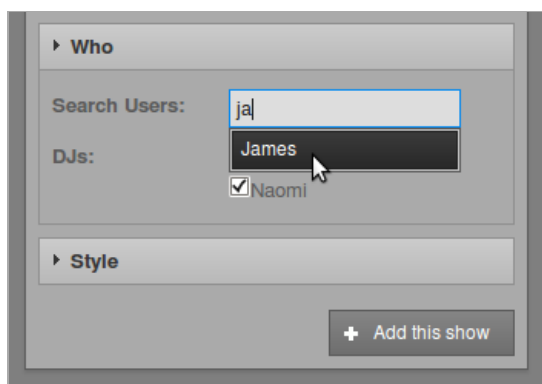 Who
Search Users: ja
James
DJs:
Naomi
Style
Add this show